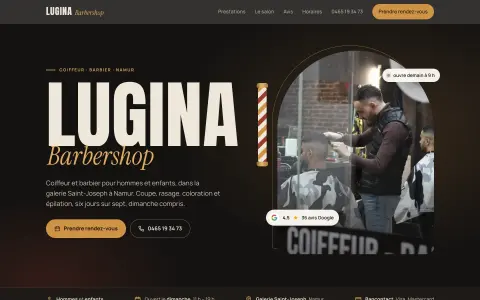 LUGINA Barbershop
Prestations Le salon Avis Horaires 0465 19 34 73 Prendre rendez-vous
COIFFEUR · BARBIER · NAMUR
ouvre demain à 9 h
LUGINA
Barbershop
Coiffeur et barbier pour hommes et enfants, dans la
galerie Saint-Joseph à Namur. Coupe, rasage, coloration et
épilation, six jours sur sept, dimanche compris.
4,5 ★ 36 avis Google
Prendre rendez-vous 0465 19 34 73
COIFFEUR - BA
Hommes et enfants Ouvert le dimanche, Galerie Saint-Joseph, Namur Bancontact, Visa, Mastercard